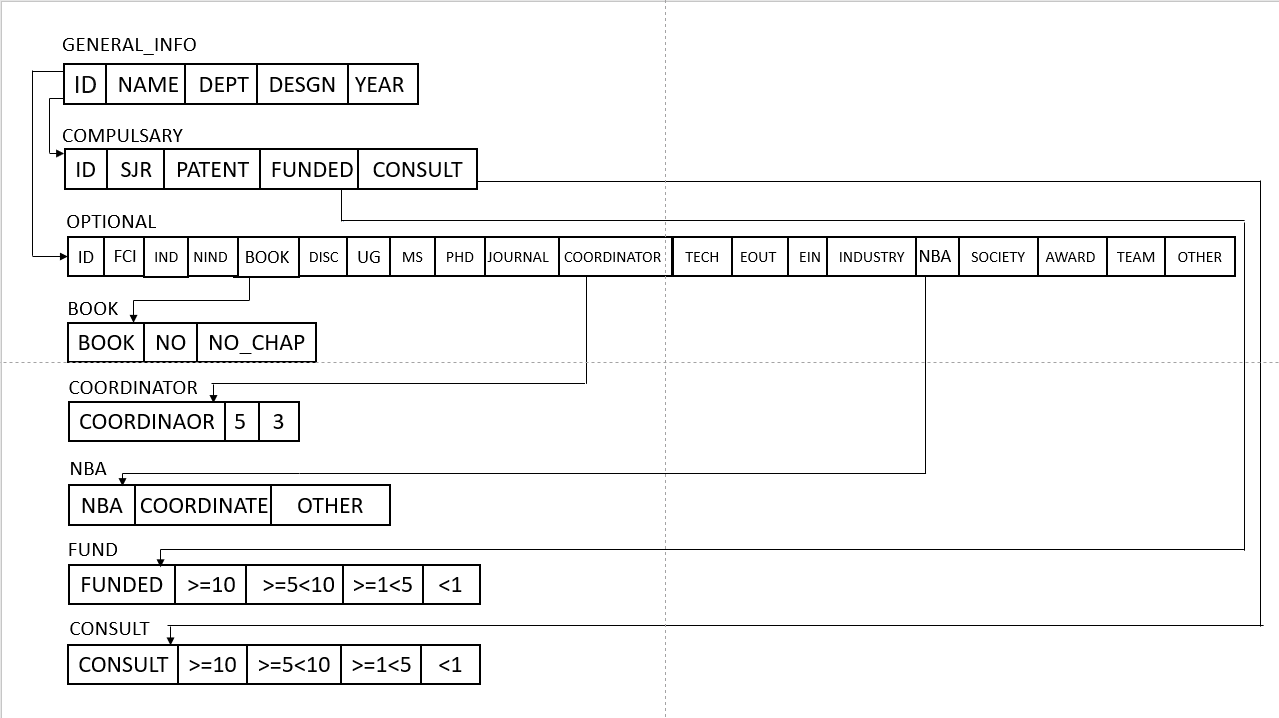 GENERAL_INFO
ID NAME DEPT DESGN YEAR
COMPULSARY
ID SJR PATENT FUNDED CONSULT
OPTIONAL
ID FCI IND NIND BOOK DISC UG MS PHD JOURNAL COORDINATOR TECH EOUT EIN INDUSTRY NBA SOCIETY AWARD TEAM OTHER
BOOK
BOOK NO NO_CHAP
COORDINATOR
COORDINAOR 5 3
NBA
NBA COORDINATE OTHER
FUND
FUNDED >=10 >=5<10 >=1<5 <1
CONSULT
CONSULT >=10 >=5<10 >=1<5 <1